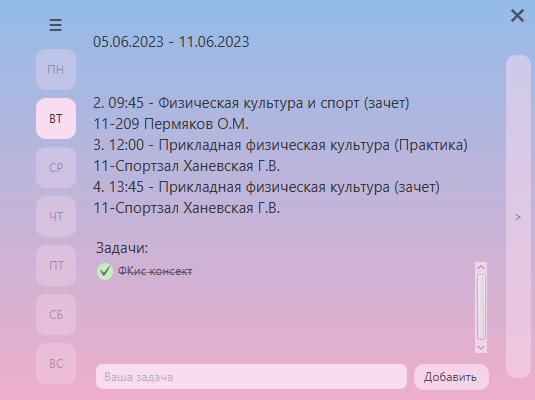 05.06.2023 - 11.06.2023
ПН
ВТ
СР
ЧТ
ПТ
СБ
ВС
2. 09:45 - Физическая культура и спорт (зачет)
11-209 Пермяков О.М.
3. 12:00 - Прикладная физическая культура (Практика)
11-Спортзал Ханевская Г.В.
4. 13:45 - Прикладная физическая культура (зачет)
11-Спортзал Ханевская Г.В.
Задачи:
ФКис консект
Ваша задача
Добавить
>